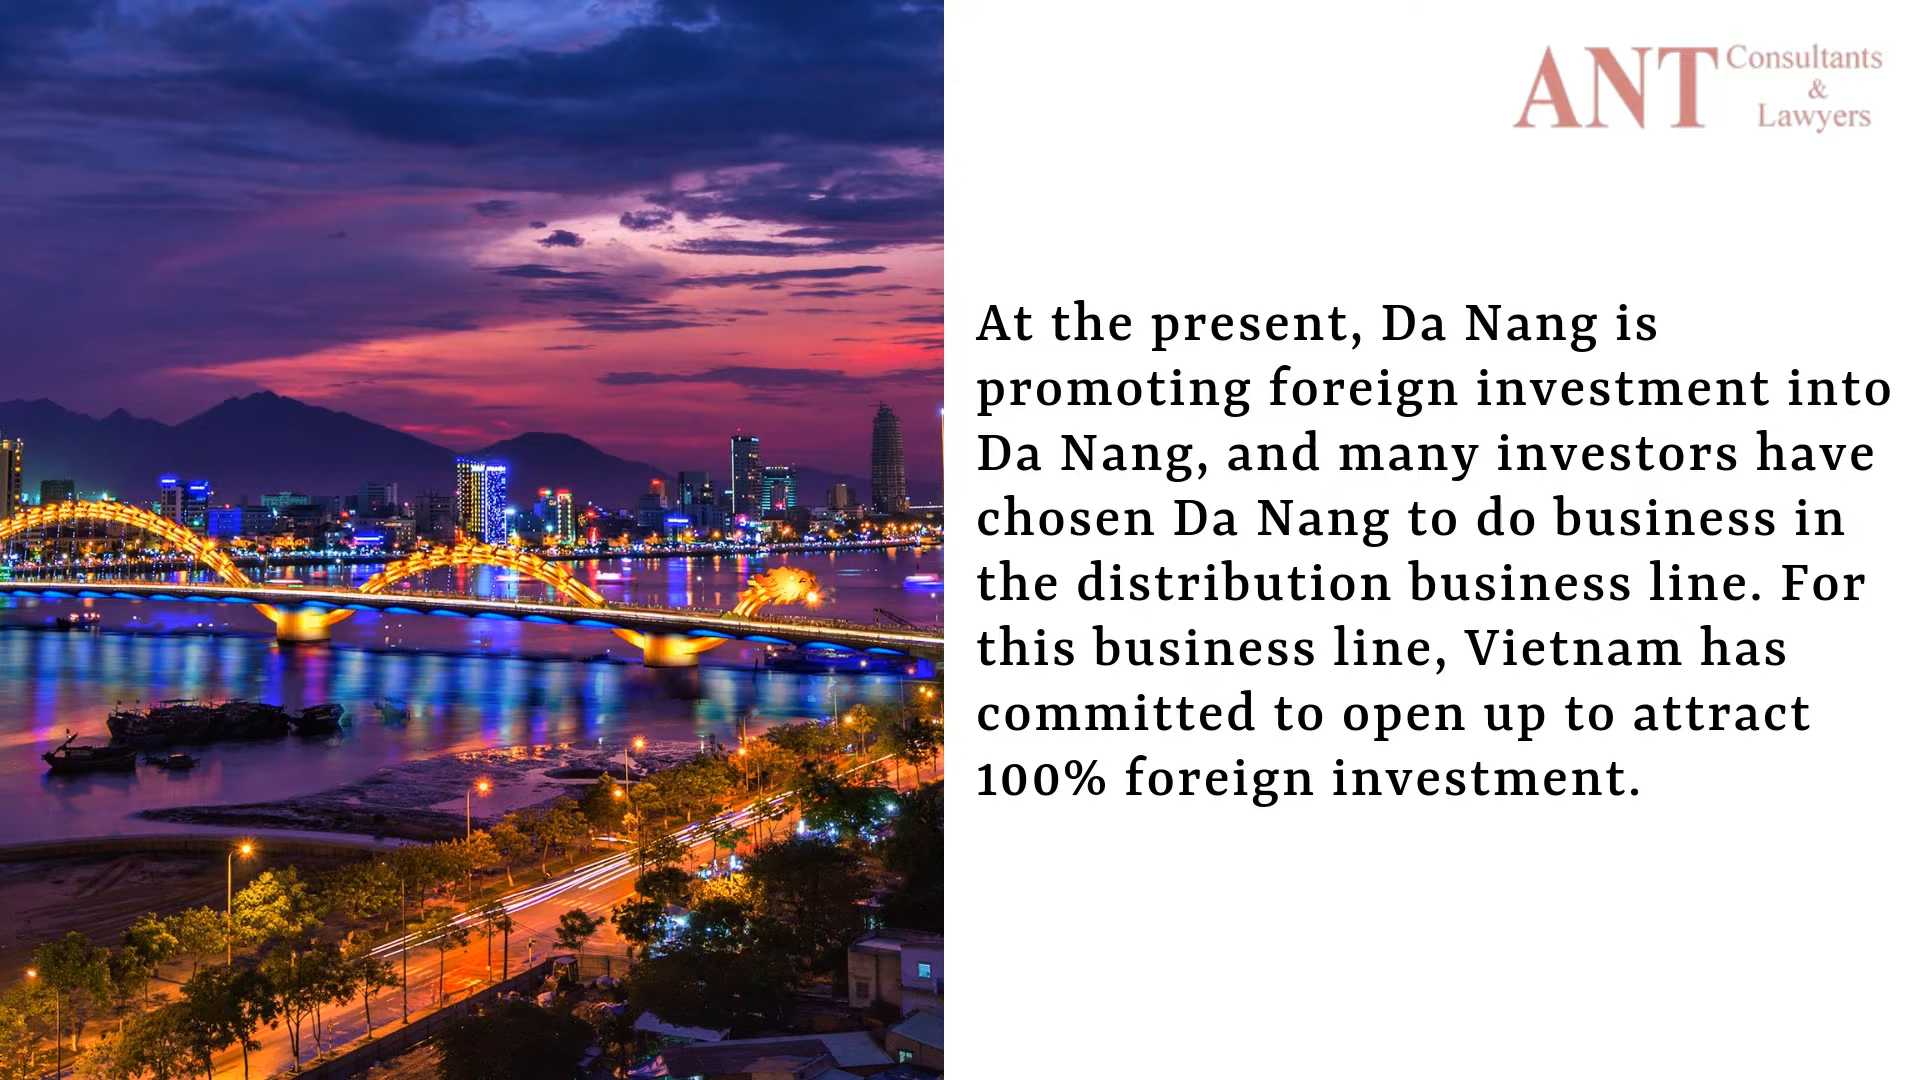 ANT Consultants
&
Lawyers
At the present, Da Nang is
promoting foreign investment into
Da Nang, and many investors have
chosen Da Nang to do business in
the distribution business line. For
this business line, Vietnam has
committed to open up to attract
100% foreign investment.